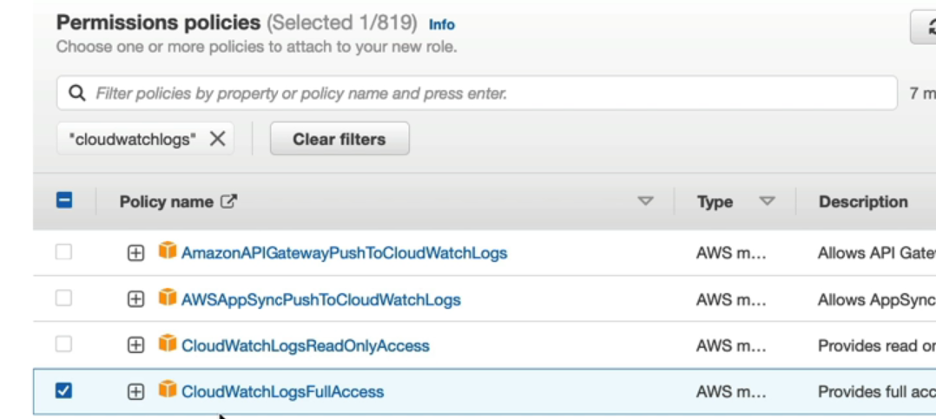 Permissions policies (Selected 1/819) Info
Choose one or more policies to attach to your new role.
Filter policies by property or policy name and press enter.
7 m
"cloudwatchlogs"
Clear filters
Policy name Type Description
AmazonAPIGatewayPushToCloudWatchLogs AWS m... Allows API Gate
AWSAppSyncPushToCloudWatchLogs AWS m... Allows AppSync
CloudWatchLogsReadOnlyAccess AWS m... Provides read o
CloudWatchLogsFullAccess AWS m... Provides full acc